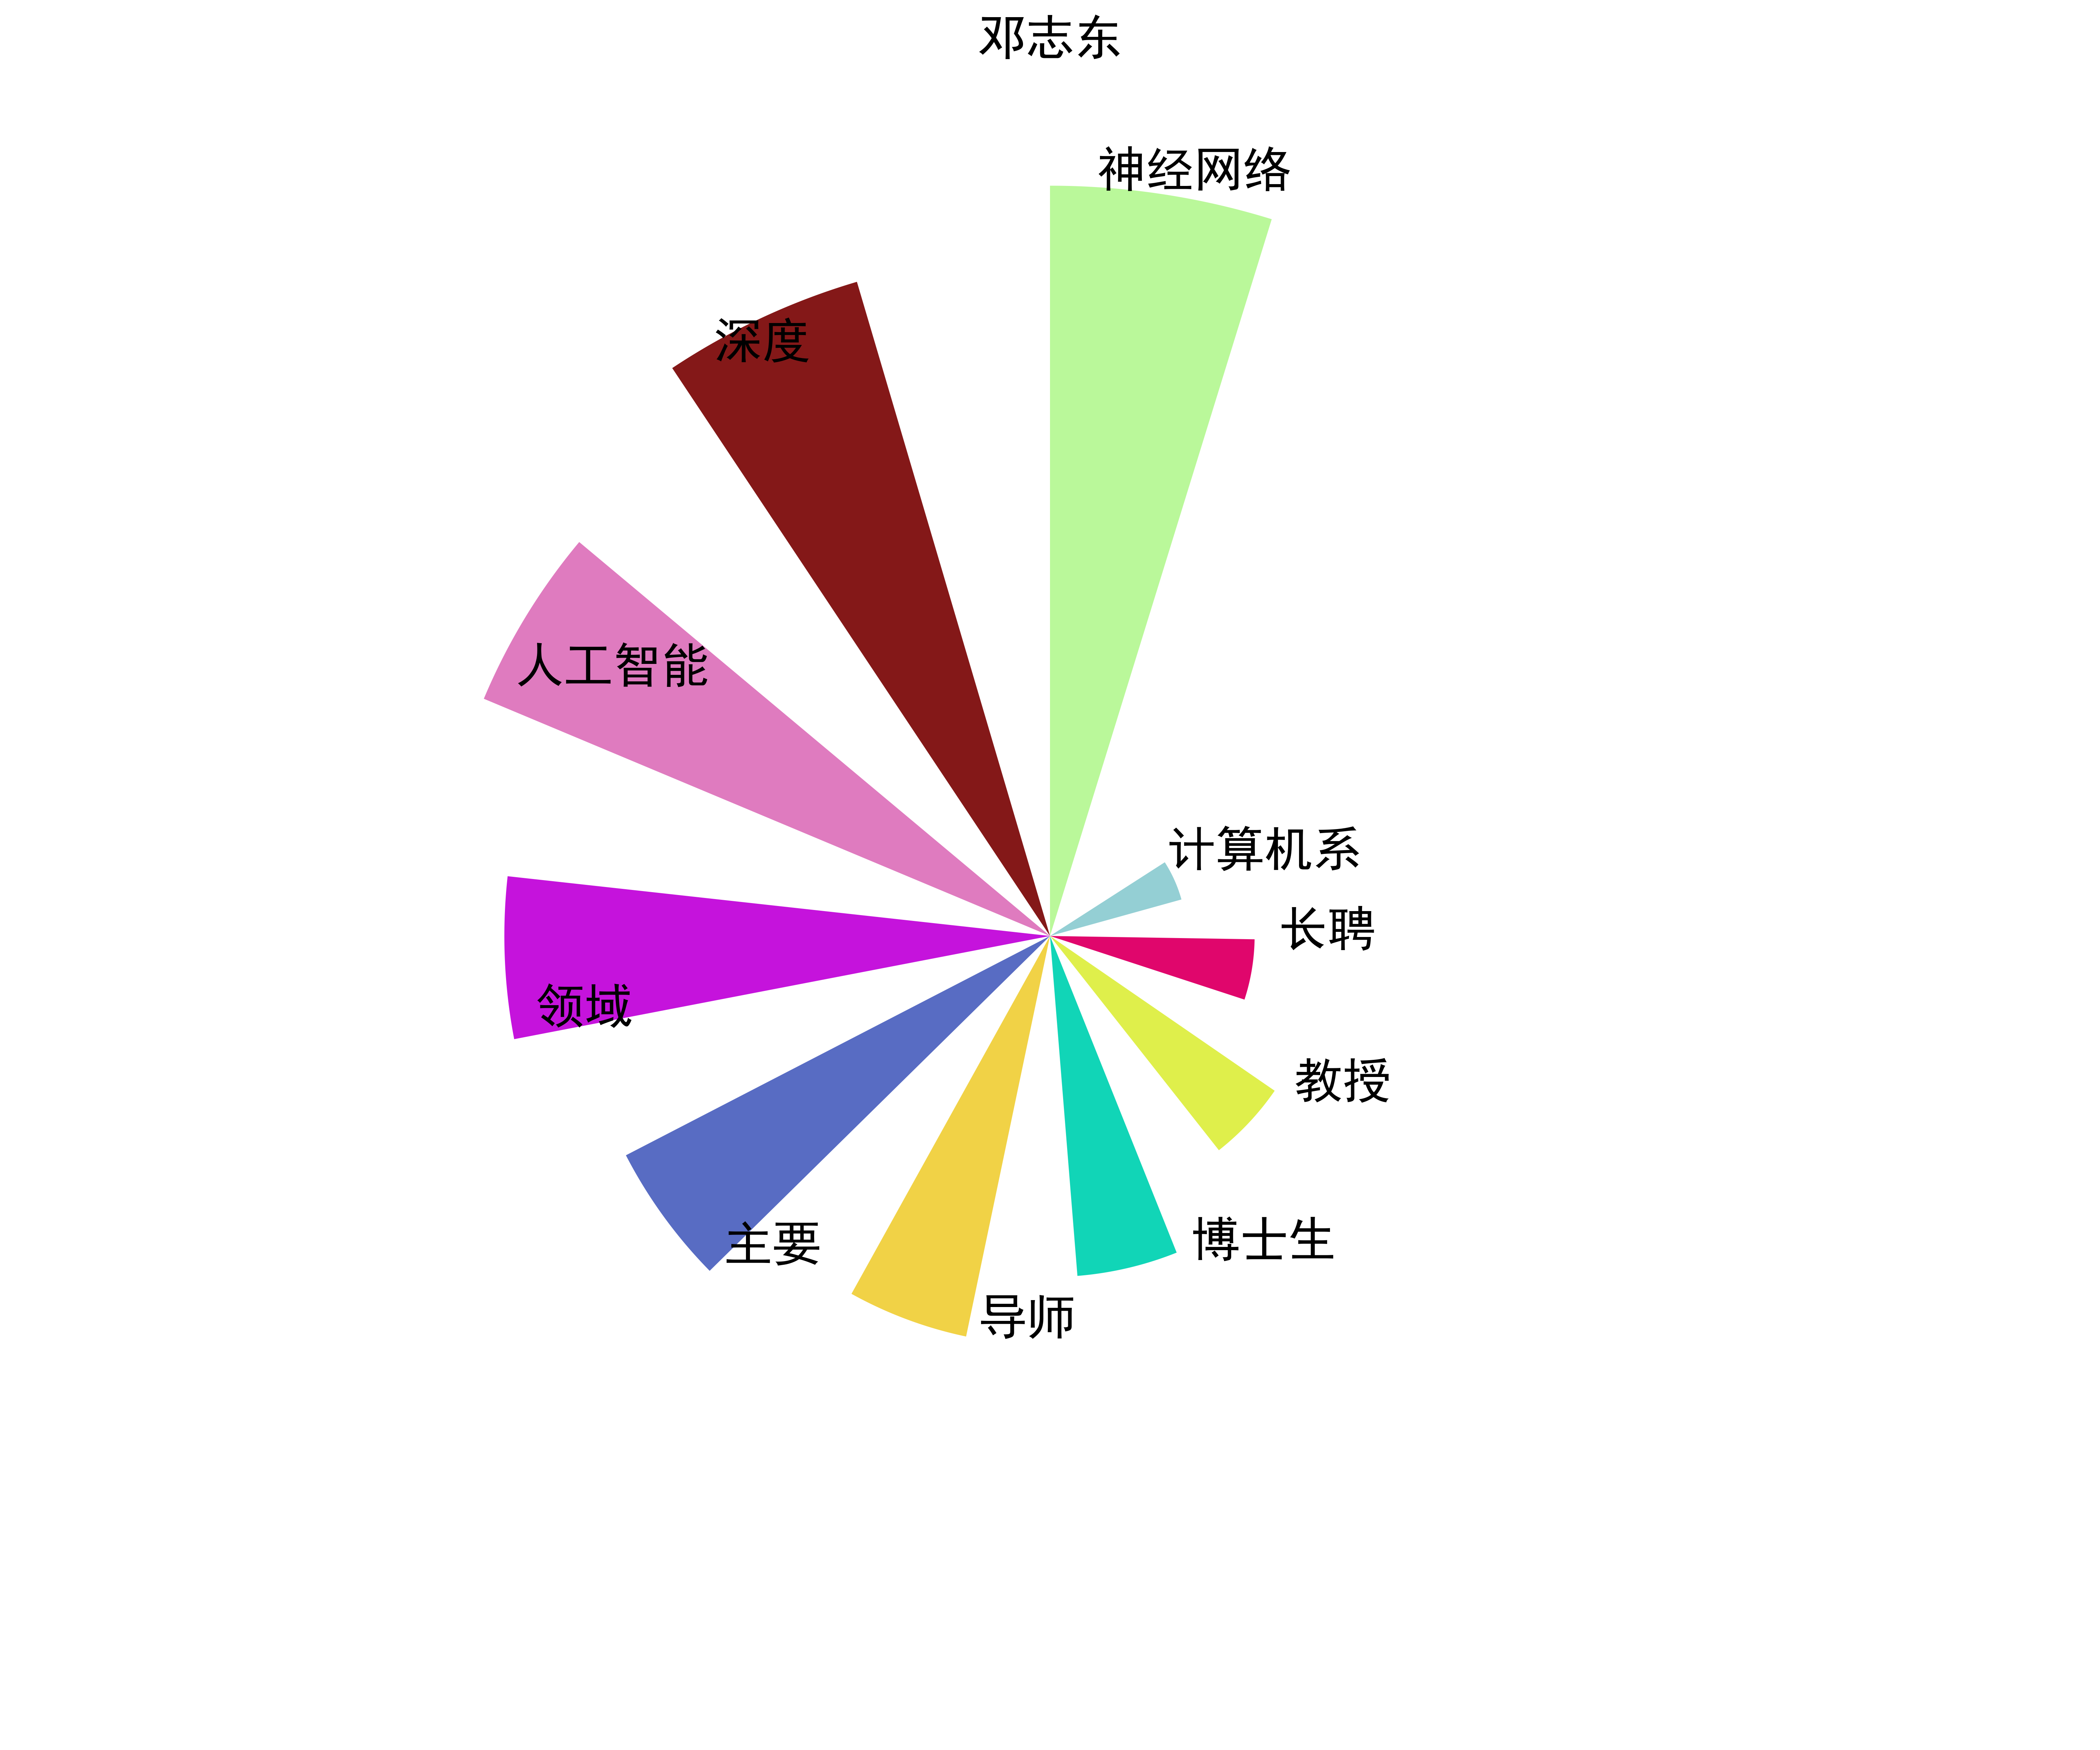 邓志东
神经网络
深度
人工智能
计算机系
长聘
领域
教授
博士生
主要
导师